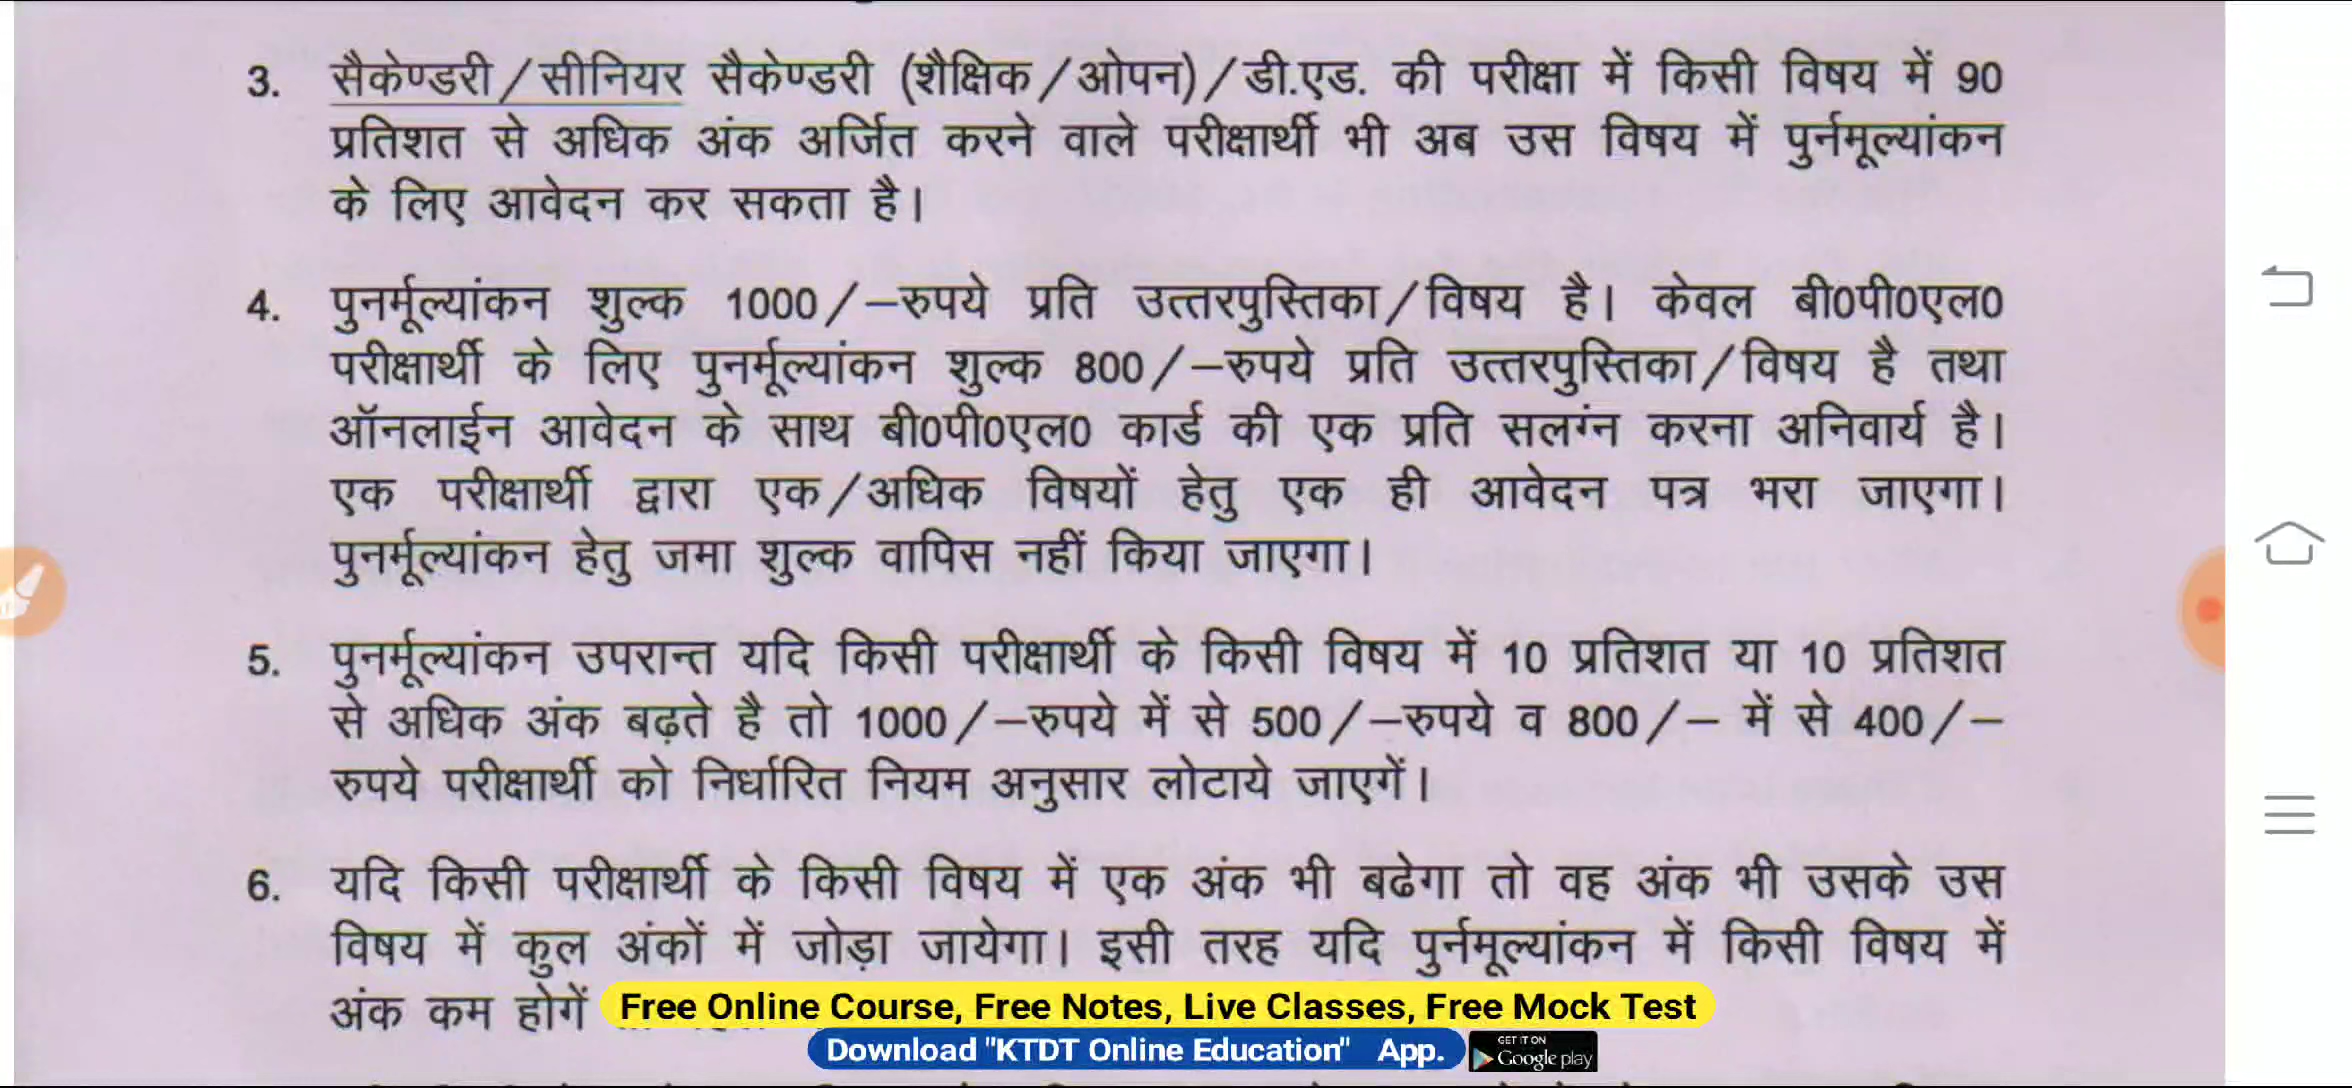 3. सैकेण्डरी/सीनियर सैकेण्डरी (शैक्षिक/ओपन)/डी.एड. की परीक्षा में किसी विषय में 90
प्रतिशत से अधिक अंक अर्जित करने वाले परीक्षार्थी भी अब उस विषय में पुर्नमूल्यांकन
के लिए आवेदन कर सकता है।
4. पुनर्मूल्यांकन शुल्क 1000/–रुपये प्रति उत्तरपुस्तिका/विषय है। केवल बी0पी0एल0
परीक्षार्थी के लिए पुनर्मूल्यांकन शुल्क 800/–रुपये प्रति उत्तरपुस्तिका/विषय है तथा
ऑनलाईन आवेदन के साथ बी0पी0एल0 कार्ड की एक प्रति सलंग्न करना अनिवार्य है।
एक परीक्षार्थी द्वारा एक/अधिक विषयों हेतु एक ही आवेदन पत्र भरा जाएगा।
पुनर्मूल्यांकन हेतु जमा शुल्क वापिस नहीं किया जाएगा।
5. पुनर्मूल्यांकन उपरान्त यदि किसी परीक्षार्थी के किसी विषय में 10 प्रतिशत या 10 प्रतिशत
से अधिक अंक बढ़ते है तो 1000/–रुपये में से 500/–रुपये व 800/– में से 400/–
रुपये परीक्षार्थी को निर्धारित नियम अनुसार लोटाये जाएगें।
6. यदि किसी परीक्षार्थी के किसी विषय में एक अंक भी बढेगा तो वह अंक भी उसके उस
विषय में कुल अंकों में जोड़ा जायेगा। इसी तरह यदि पुर्नमूल्यांकन में किसी विषय में
अंक कम होगें
Free Online Course, Free Notes, Live Classes, Free Mock Test
Download "KTDT Online Education" App.
GET IT ON
Google play